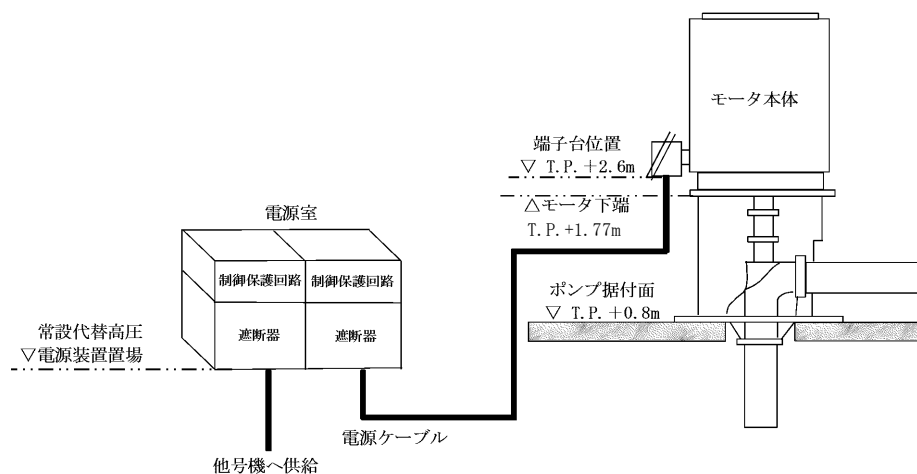 モータ本体
端子台位置
▽ T.P.+2.6m
△モータ下端
T.P.+1.77m
電源室
制御保護回路
制御保護回路
遮断器
遮断器
ポンプ据付面
▽ T.P.+0.8m
常設代替高圧
▽電源装置置場
電源ケーブル
他号機へ供給